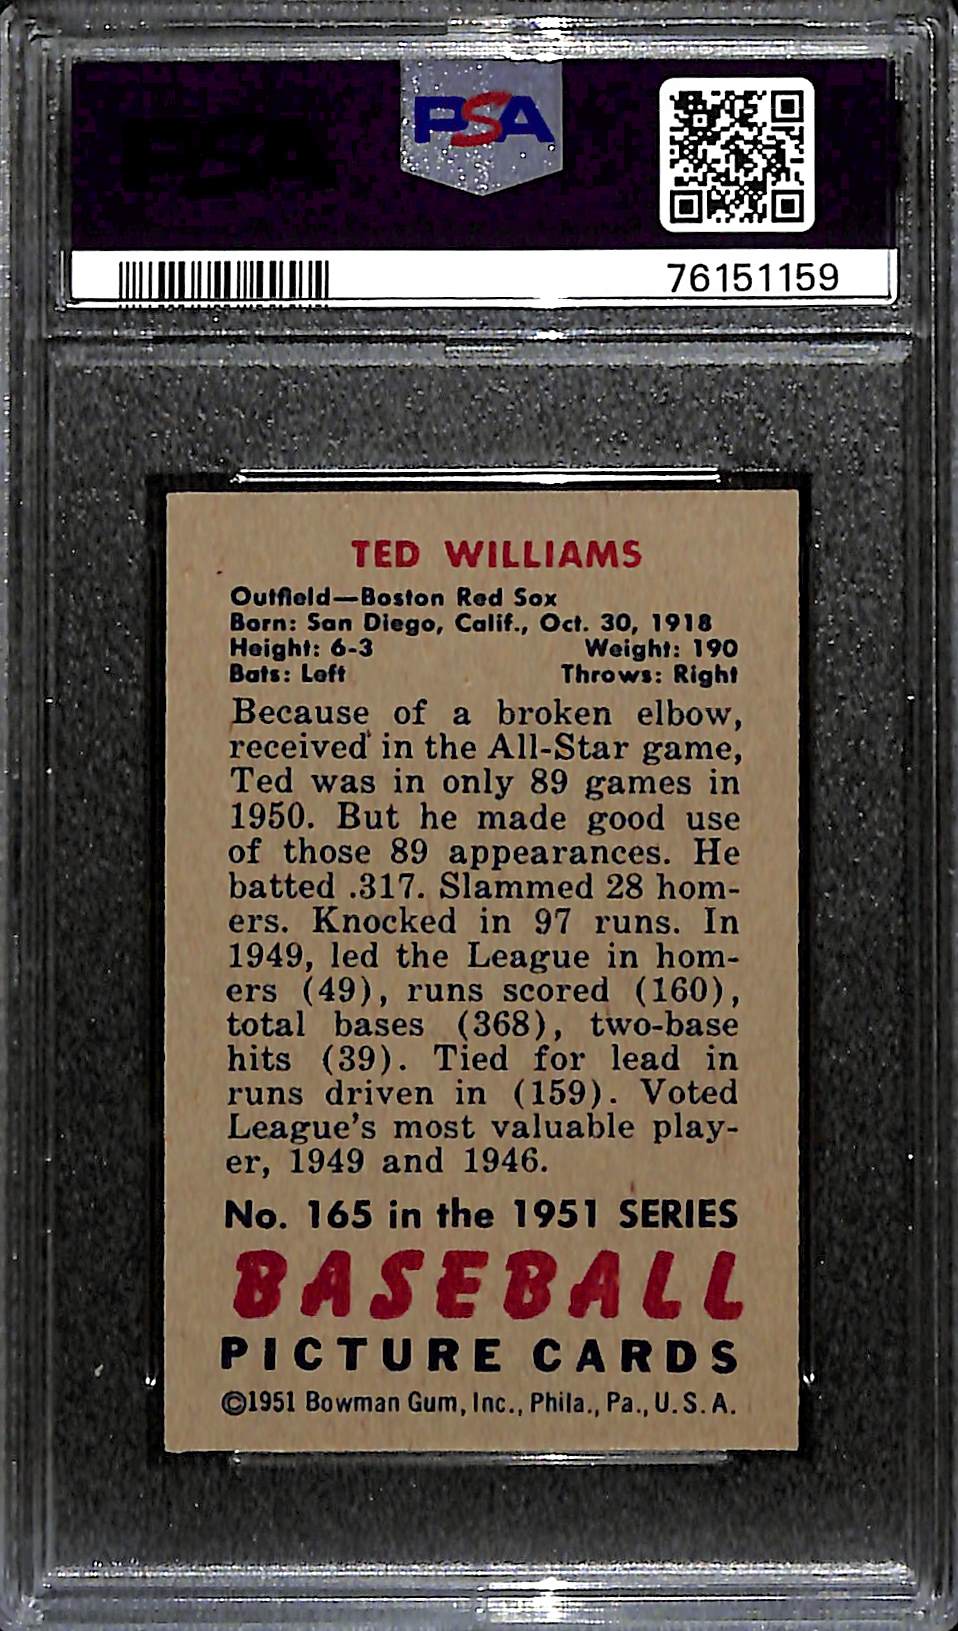 PSA
76151159
TED WILLIAMS
Outfield—Boston Red Sox
Born: San Diego, Calif., Oct. 30, 1918
Height: 6-3 Weight: 190
Bats: Left Throws: Right
Because of a broken elbow,
received in the All-Star game,
Ted was in only 89 games in
1950. But he made good use
of those 89 appearances. He
batted .317. Slammed 28 hom-
ers. Knocked in 97 runs. In
1949, led the League in hom-
ers (49), runs scored (160),
total bases (368), two-base
hits (39). Tied for lead in
runs driven in (159). Voted
League's most valuable play-
er, 1949 and 1946.
No. 165 in the 1951 SERIES
BASEBALL
PICTURE CARDS
©1951 Bowman Gum, Inc., Phila., Pa., U.S.A.